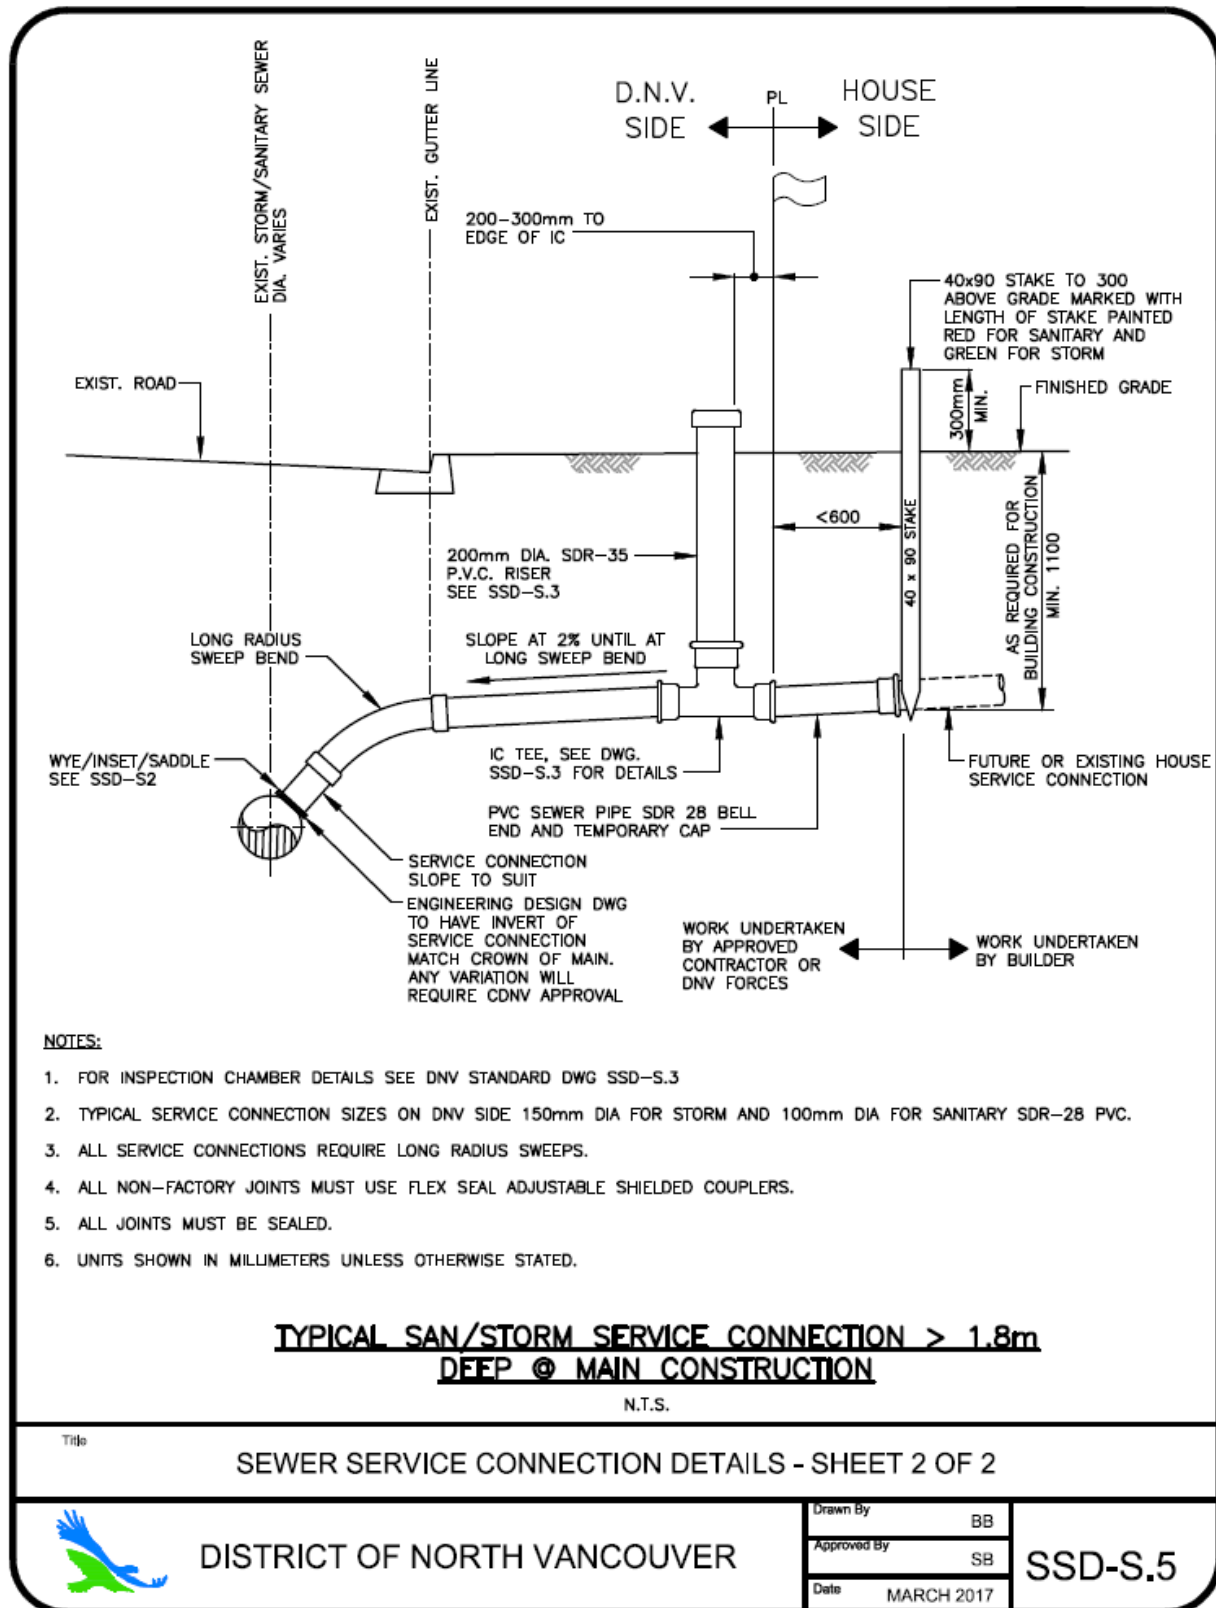 EXIST. STORM/SANITARY SEWER
DIA. VARIES
EXIST. GUTTER LINE
D.N.V.
SIDE
PL
HOUSE
SIDE
200-300mm TO
EDGE OF IC
40x90 STAKE TO 300
ABOVE GRADE MARKED WITH
LENGTH OF STAKE PAINTED
RED FOR SANITARY AND
GREEN FOR STORM
EXIST. ROAD
300mm
MIN.
FINISHED GRADE
<600
40 x 90 STAKE
AS REQUIRED FOR
BUILDING CONSTRUCTION
MIN. 1100
200mm DIA. SDR-35
P.V.C. RISER
SEE SSD-S.3
LONG RADIUS
SWEEP BEND
SLOPE AT 2% UNTIL AT
LONG SWEEP BEND
WYE/INSET/SADDLE
SEE SSD-S2
IC TEE, SEE DWG.
SSD-S.3 FOR DETAILS
FUTURE OR EXISTING HOUSE
SERVICE CONNECTION
PVC SEWER PIPE SDR 28 BELL
END AND TEMPORARY CAP
SERVICE CONNECTION
SLOPE TO SUIT
ENGINEERING DESIGN DWG
TO HAVE INVERT OF
SERVICE CONNECTION
MATCH CROWN OF MAIN.
ANY VARIATION WILL
REQUIRE CDNV APPROVAL
WORK UNDERTAKEN
BY APPROVED
CONTRACTOR OR
DNV FORCES
WORK UNDERTAKEN
BY BUILDER
NOTES:
1. FOR INSPECTION CHAMBER DETAILS SEE DNV STANDARD DWG SSD-S.3
2. TYPICAL SERVICE CONNECTION SIZES ON DNV SIDE 150mm DIA FOR STORM AND 100mm DIA FOR SANITARY SDR-28 PVC.
3. ALL SERVICE CONNECTIONS REQUIRE LONG RADIUS SWEEPS.
4. ALL NON-FACTORY JOINTS MUST USE FLEX SEAL ADJUSTABLE SHIELDED COUPLERS.
5. ALL JOINTS MUST BE SEALED.
6. UNITS SHOWN IN MILLIMETERS UNLESS OTHERWISE STATED.
TYPICAL SAN/STORM SERVICE CONNECTION > 1.8m
DEEP @ MAIN CONSTRUCTION
N.T.S.
Title
SEWER SERVICE CONNECTION DETAILS - SHEET 2 OF 2
DISTRICT OF NORTH VANCOUVER
Drawn By BB
Approved By SB
Date MARCH 2017
SSD-S.5